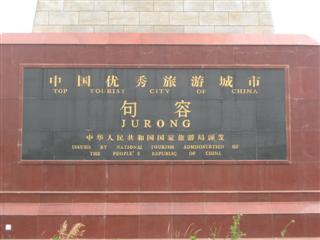 中国优秀旅游城市
TOP TOURIST CITY OF CHINA
句容
JURONG
中华人民共和国国家旅游局颁发
ISSUED BY NATIONAL TOURISM ADMINISTRATION OF
THE PEOPLE'S REPUBLIC OF CHINA